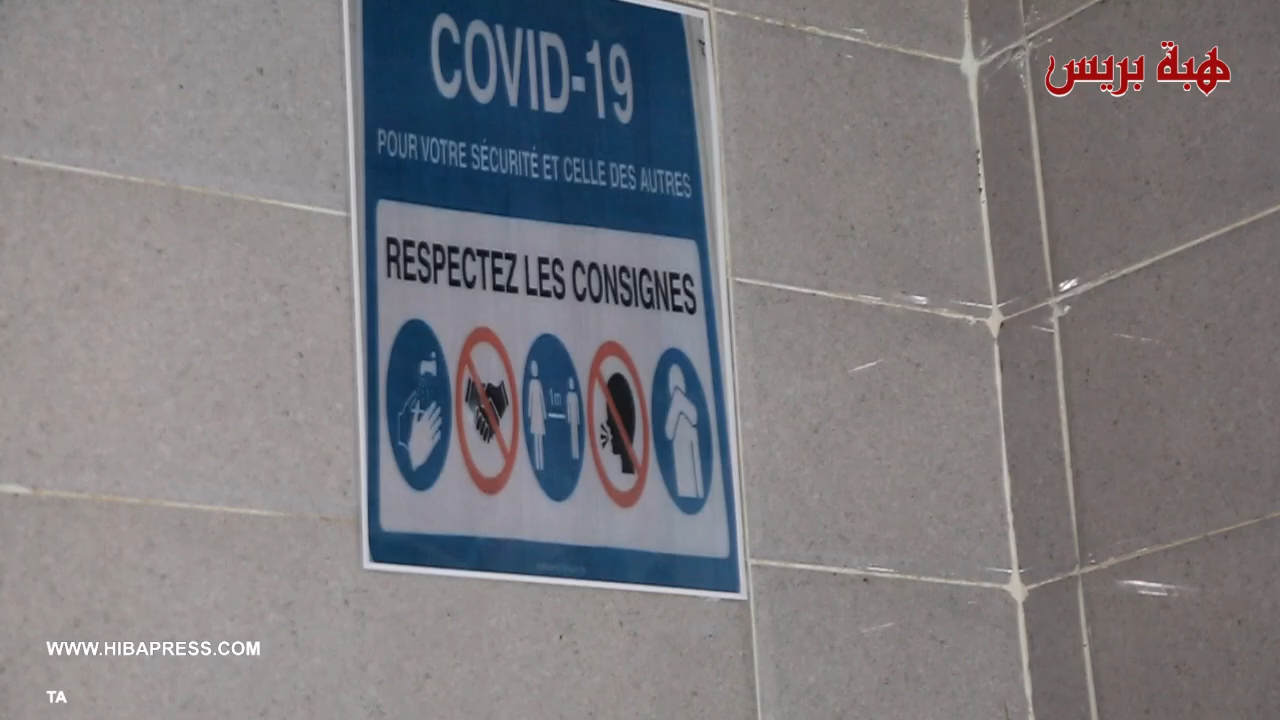 هبة بريس
COVID-19
POUR VOTRE SÉCURITÉ ET CELLE DES AUTRES
RESPECTEZ LES CONSIGNES
1m
WWW.HIBAPRESS.COM
TA